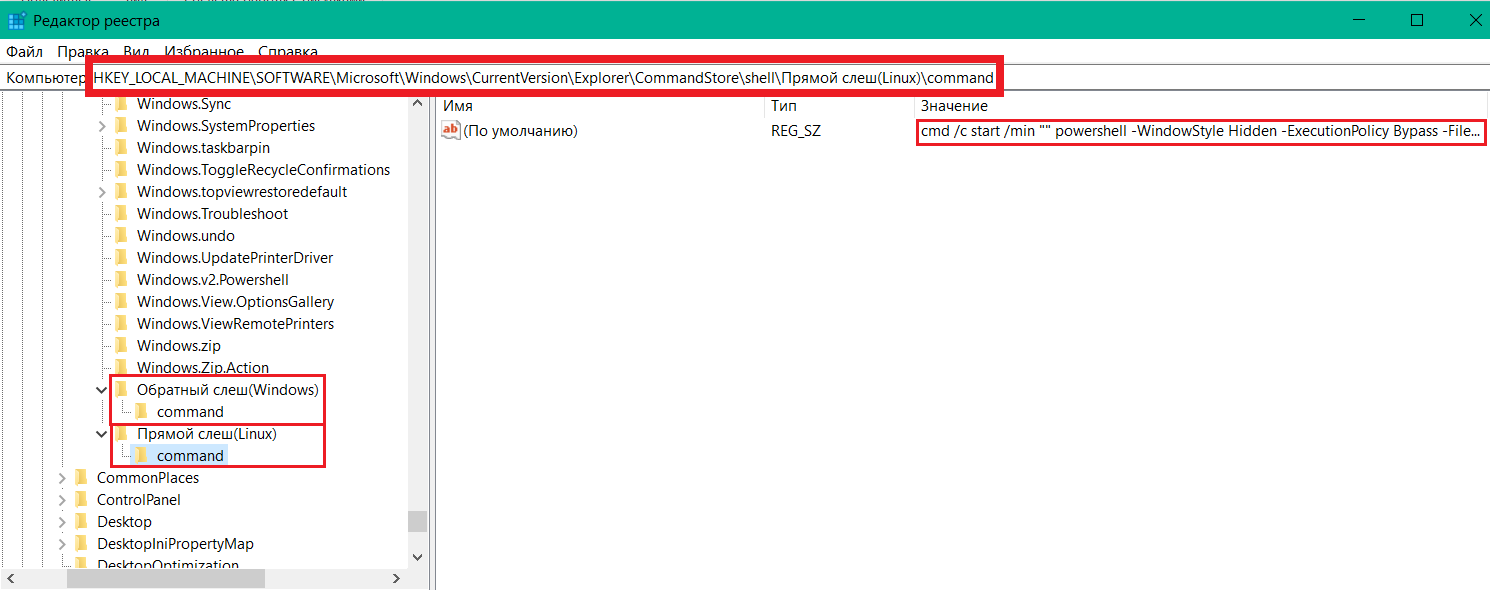 Редактор реестра
Файл Правка Вид Избранное Справка
Компьютер HKEY_LOCAL_MACHINE\SOFTWARE\Microsoft\Windows\CurrentVersion\Explorer\CommandStore\shell\Прямой слеш(Linux)\command
Windows.Sync
Windows.SystemProperties
Windows.taskbarpin
Windows.ToggleRecycleConfirmations
Windows.topviewrestoredefault
Windows.Troubleshoot
Windows.undo
Windows.UpdatePrinterDriver
Windows.v2.Powershell
Windows.View.OptionsGallery
Windows.ViewRemotePrinters
Windows.zip
Windows.Zip.Action
Обратный слеш(Windows)
command
Прямой слеш(Linux)
command
CommonPlaces
ControlPanel
Desktop
DesktopIniPropertyMap
DesktopOptimization
Имя Тип Значение
ab (По умолчанию) REG_SZ cmd /c start /min "" powershell -WindowStyle Hidden -ExecutionPolicy Bypass -File...